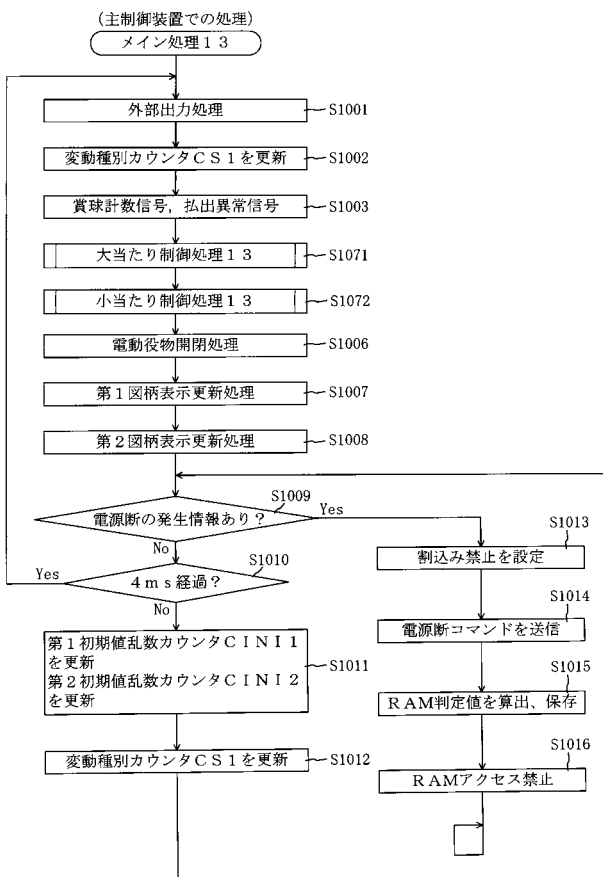 (主制御装置での処理)
メイン処理13
外部出力処理
S1001
変動種別カウンタCS1を更新
S1002
賞球計数信号,払出異常信号
S1003
大当たり制御処理13
S1071
小当たり制御処理13
S1072
電動役物開閉処理
S1006
第1図柄表示更新処理
S1007
第2図柄表示更新処理
S1008
S1009
電源断の発生情報あり?
Yes
No
S1010
4ms経過?
Yes
No
第1初期値乱数カウンタCINI1
を更新
第2初期値乱数カウンタCINI2
を更新
S1011
変動種別カウンタCS1を更新
S1012
S1013
割込み禁止を設定
S1014
電源断コマンドを送信
S1015
RAM判定値を算出、保存
S1016
RAMアクセス禁止